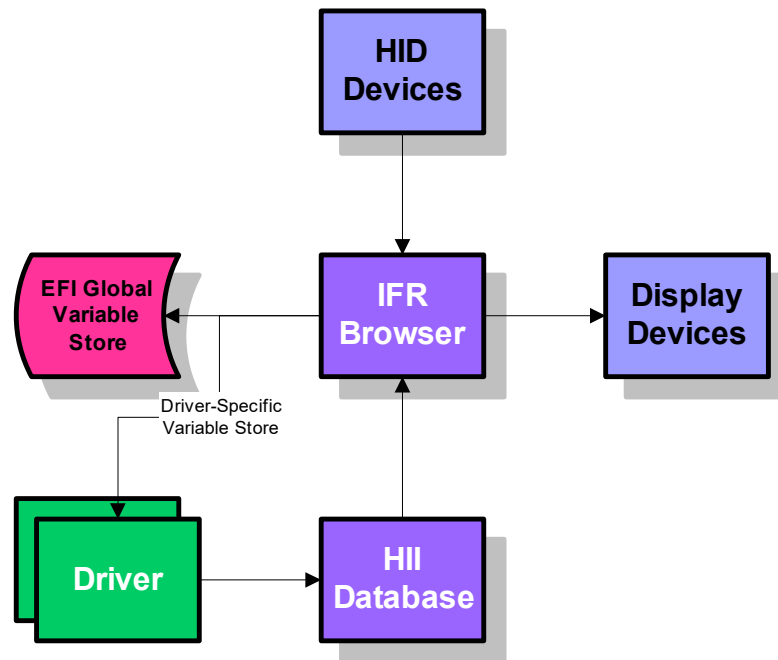 HID
Devices
EFI Global
Variable
Store
IFR
Browser
Display
Devices
Driver-Specific
Variable Store
Driver
HII
Database